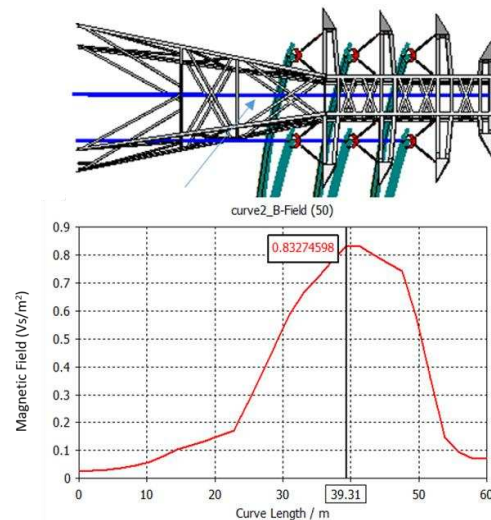 curve2_B-Field (50)
0.9
0.8
0.7
0.6
0.5
0.4
0.3
0.2
0.1
0
Magnetic Field (Vs/m²)
0.83274598
0 10 20 30 39.31 50 60
Curve Length / m